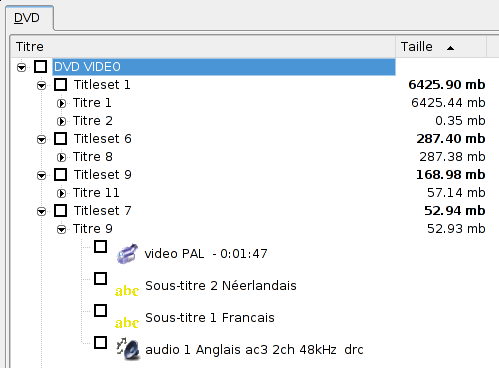 DVD
Titre Taille
DVD VIDEO
Titleset 1 6425.90 mb
Titre 1 6425.44 mb
Titre 2 0.35 mb
Titleset 6 287.40 mb
Titre 8 287.38 mb
Titleset 9 168.98 mb
Titre 11 57.14 mb
Titleset 7 52.94 mb
Titre 9 52.93 mb
video PAL - 0:01:47
abc Sous-titre 2 Néerlandais
abc Sous-titre 1 Francais
audio 1 Anglais ac3 2ch 48kHz drc